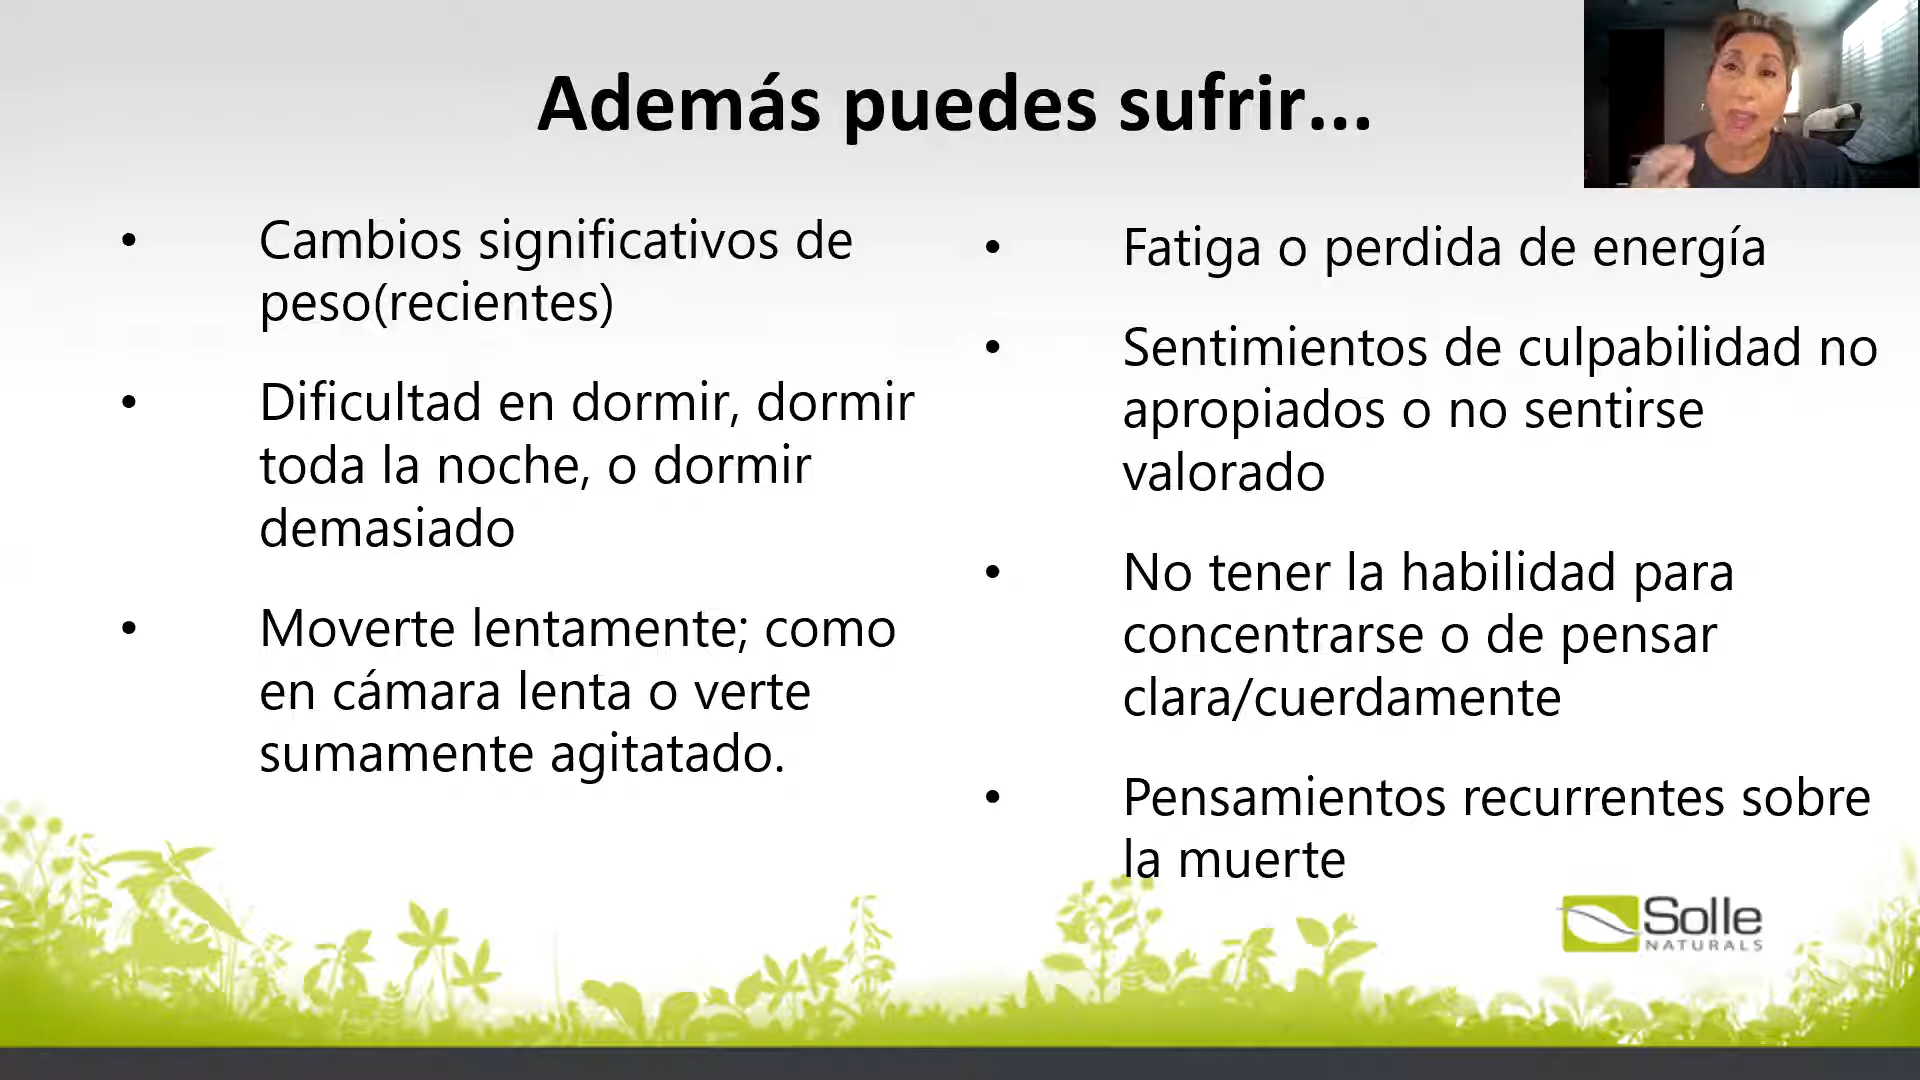 Además puedes sufrir...
• Cambios significativos de
peso(recientes)
• Dificultad en dormir, dormir
toda la noche, o dormir
demasiado
• Moverte lentamente; como
en cámara lenta o verte
sumamente agitatado.
• Fatiga o perdida de energía
• Sentimientos de culpabilidad no
apropiados o no sentirse
valorado
• No tener la habilidad para
concentrarse o de pensar
clara/cuerdamente
• Pensamientos recurrentes sobre
la muerte
Solle
NATURALS